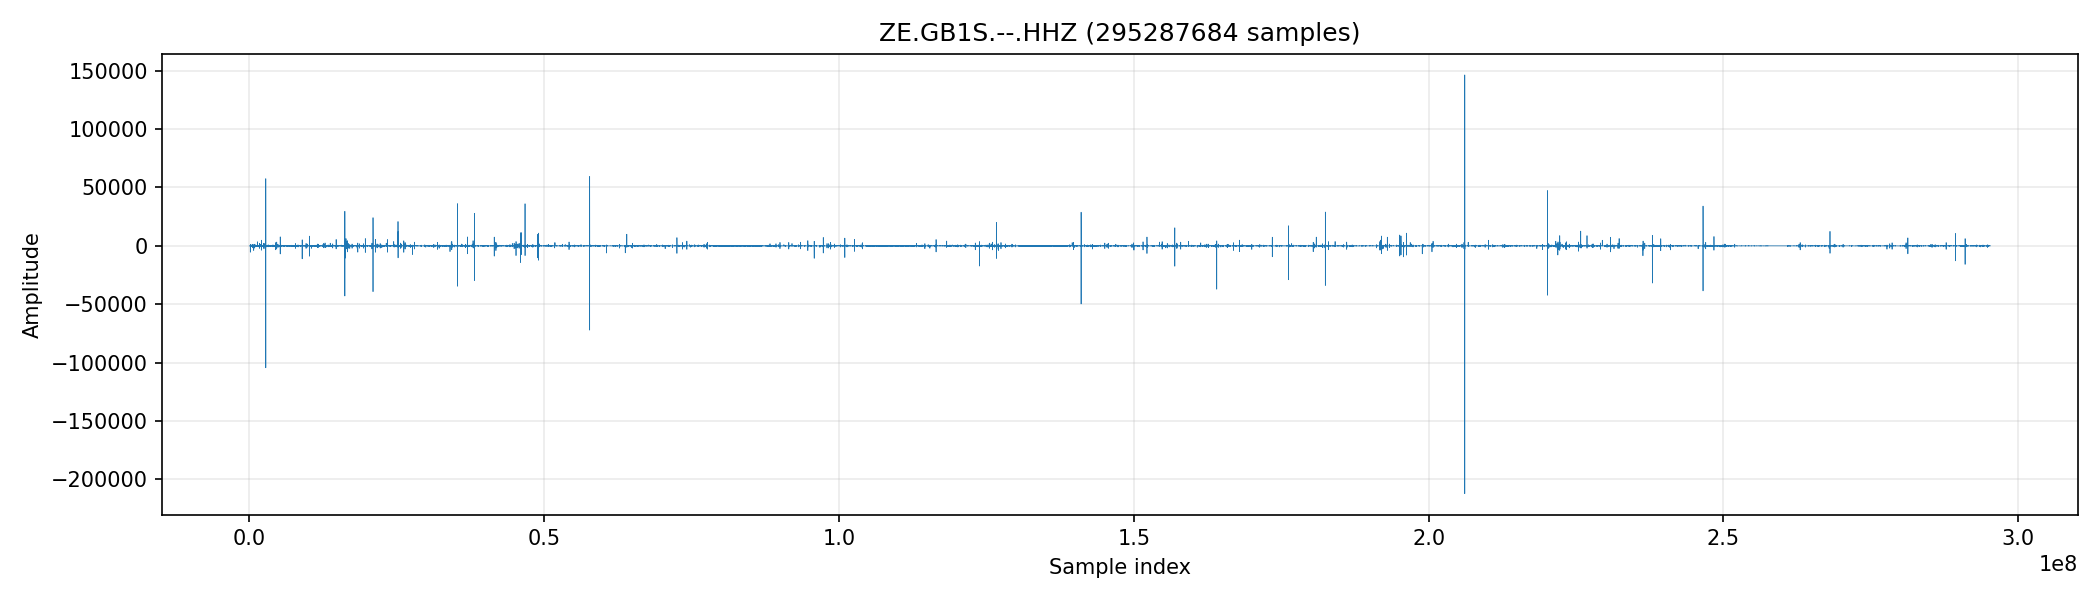 ZE.GB1S.--.HHZ (295287684 samples)
150000
100000
50000
0
−50000
−100000
−150000
−200000
Amplitude
0.0 0.5 1.0 1.5 2.0 2.5 3.0
1e8
Sample index